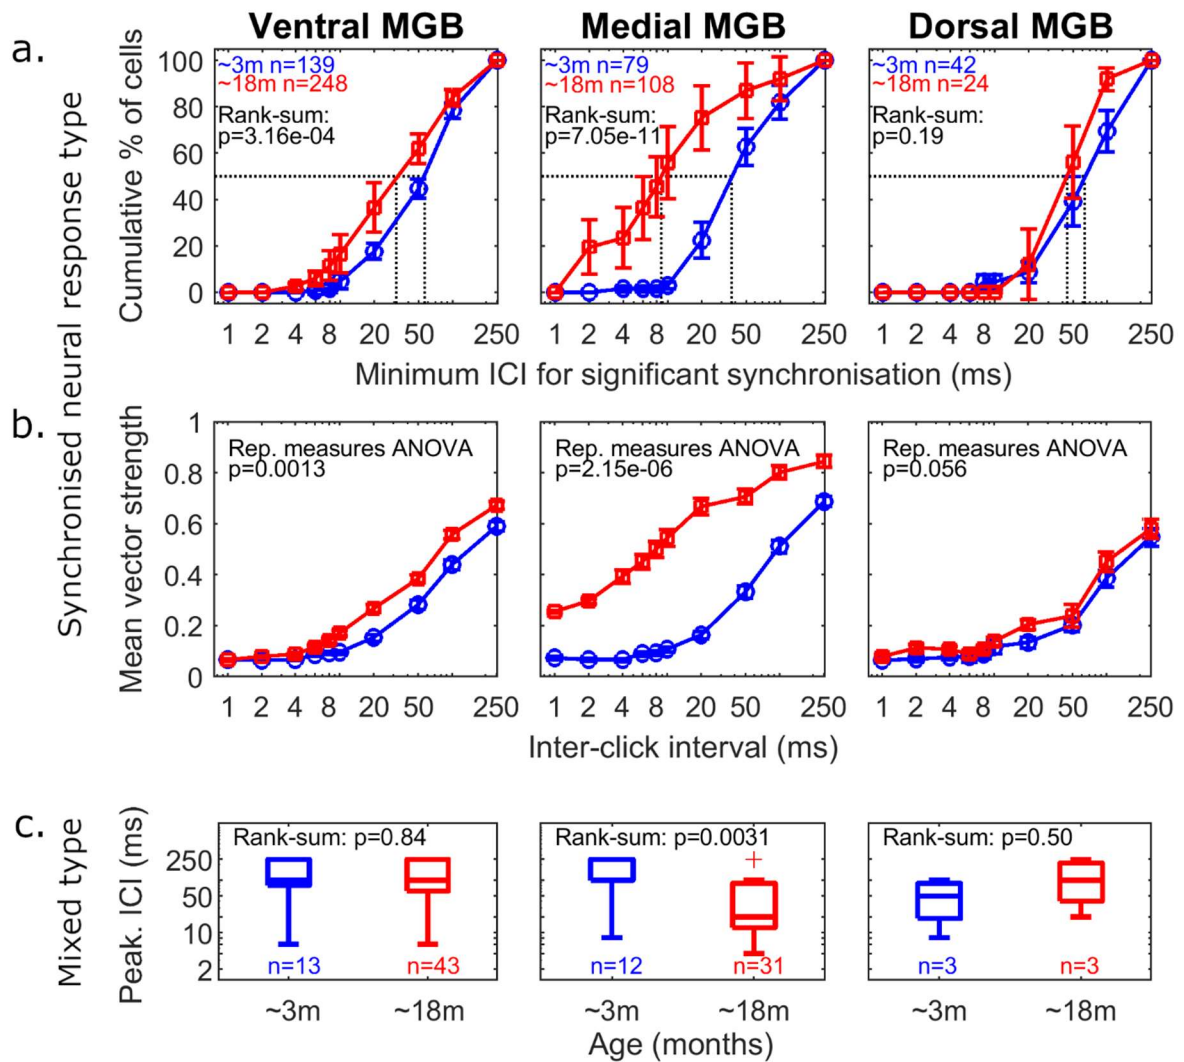 Ventral MGB
Medial MGB
Dorsal MGB
a.
Synchronised neural response type
Cumulative % of cells
100
80
60
40
20
0
~3m n=139
~18m n=248
Rank-sum:
p=3.16e-04
~3m n=79
~18m n=108
Rank-sum:
p=7.05e-11
~3m n=42
~18m n=24
Rank-sum:
p=0.19
1 2 4 8 20 50 250
1 2 4 8 20 50 250
1 2 4 8 20 50 250
Minimum ICI for significant synchronisation (ms)
b.
Mean vector strength
1
0.8
0.6
0.4
0.2
0
Rep. measures ANOVA
p=0.0013
Rep. measures ANOVA
p=2.15e-06
Rep. measures ANOVA
p=0.056
1 2 4 8 20 50 250
1 2 4 8 20 50 250
1 2 4 8 20 50 250
Inter-click interval (ms)
c.
Mixed type
Peak. ICI (ms)
250
50
10
2
Rank-sum: p=0.84
n=13
n=43
Rank-sum: p=0.0031
n=12
n=31
Rank-sum: p=0.50
n=3
n=3
~3m ~18m
~3m ~18m
~3m ~18m
Age (months)